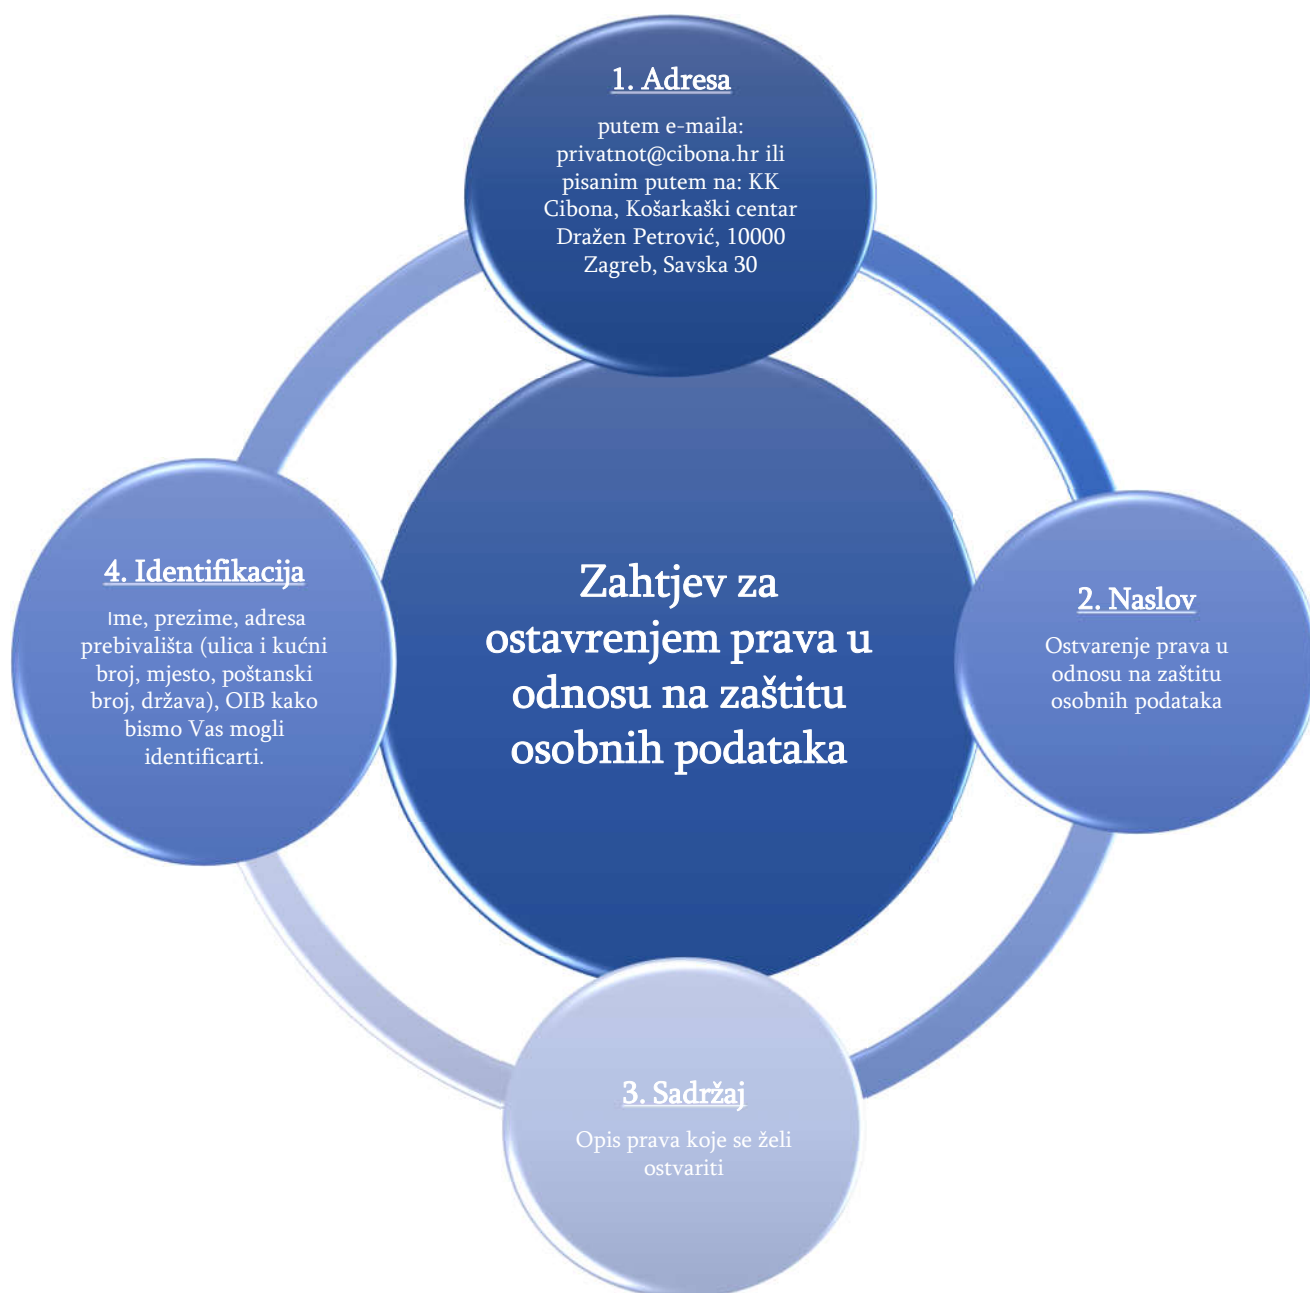 1. Adresa
putem e-maila:
privatnot@cibona.hr ili
pisanim putem na: KK
Cibona, Košarkaški centar
Dražen Petrović, 10000
Zagreb, Savska 30
Zahtjev za
ostavrenjem prava u
odnosu na zaštitu
osobnih podataka
2. Naslov
Ostvarenje prava u
odnosu na zaštitu
osobnih podataka
3. Sadržaj
Opis prava koje se želi
ostvariti
4. Identifikacija
Ime, prezime, adresa
prebivališta (ulica i kućni
broj, mjesto, poštanski
broj, država), OIB kako
bismo Vas mogli
identificarti.